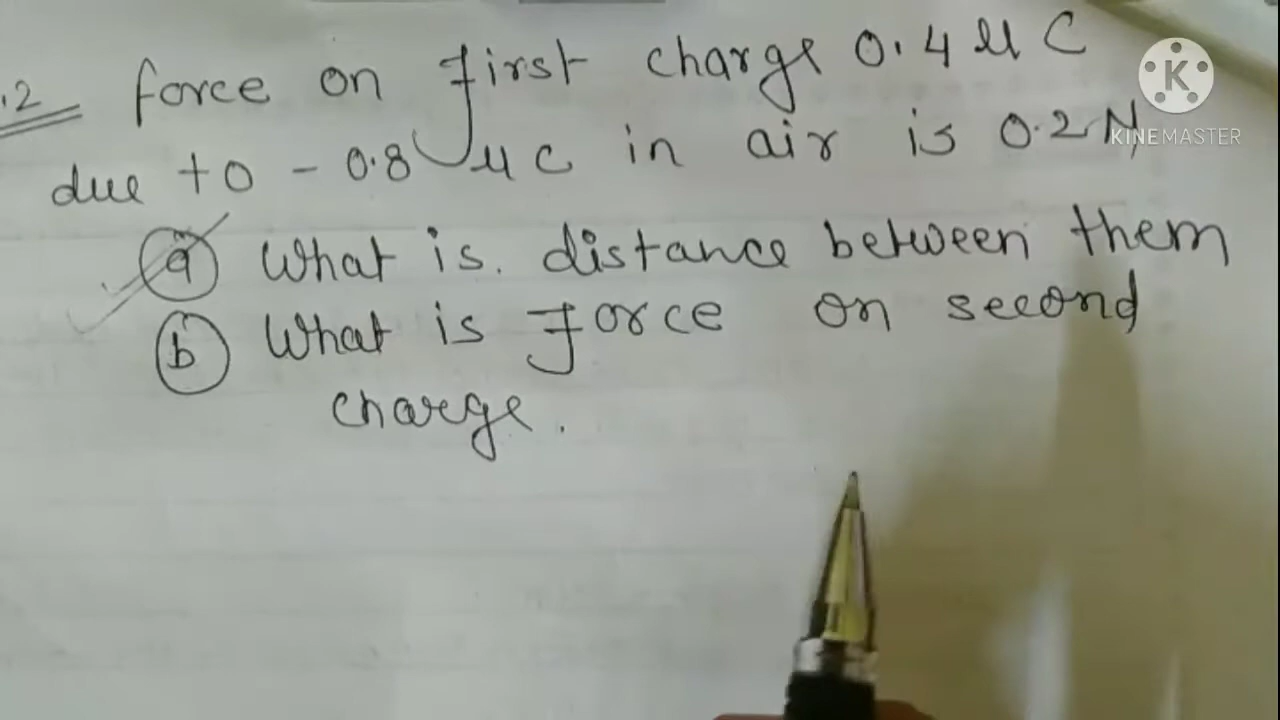 .2 force on first charge 0.4 μC
due to - 0.8 μC in air is 0.2N,
(a) What is. distance between them
(b) What is Force on second
charge.
K
KINEMASTER